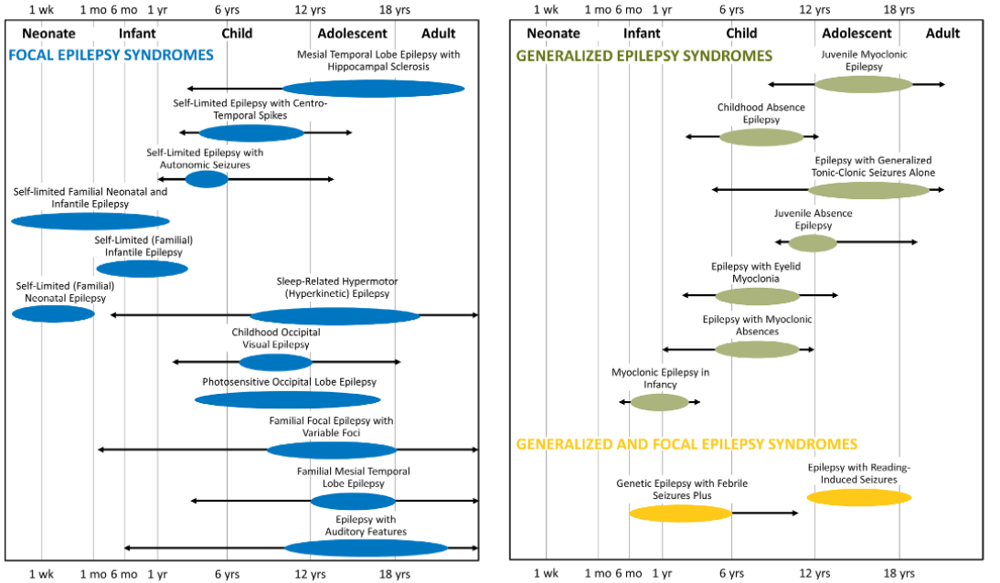 1 wk 1 mo 6 mo 1 yr 6 yrs 12 yrs 18 yrs
Neonate Infant Child Adolescent Adult
FOCAL EPILEPSY SYNDROMES
Mesial Temporal Lobe Epilepsy with
Hippocampal Sclerosis
Self-Limited Epilepsy with Centro-
Temporal Spikes
Self-Limited Epilepsy with
Autonomic Seizures
Self-limited Familial Neonatal and
Infantile Epilepsy
Self-Limited (Familial)
Infantile Epilepsy
Self-Limited (Familial)
Neonatal Epilepsy
Sleep-Related Hypermotor
(Hyperkinetic) Epilepsy
Childhood Occipital
Visual Epilepsy
Photosensitive Occipital Lobe Epilepsy
Familial Focal Epilepsy with
Variable Foci
Familial Mesial Temporal
Lobe Epilepsy
Epilepsy with
Auditory Features
1 wk 1 mo 6 mo 1 yr 6 yrs 12 yrs 18 yrs
1 wk 1 mo 6 mo 1 yr 6 yrs 12 yrs 18 yrs
Neonate Infant Child Adolescent Adult
GENERALIZED EPILEPSY SYNDROMES
Juvenile Myoclonic
Epilepsy
Childhood Absence
Epilepsy
Epilepsy with Generalized
Tonic-Clonic Seizures Alone
Juvenile Absence
Epilepsy
Epilepsy with Eyelid
Myoclonia
Epilepsy with Myoclonic
Absences
Myoclonic Epilepsy in
Infancy
GENERALIZED AND FOCAL EPILEPSY SYNDROMES
Epilepsy with Reading-
Induced Seizures
Genetic Epilepsy with Febrile
Seizures Plus
1 wk 1 mo 6 mo 1 yr 6 yrs 12 yrs 18 yrs